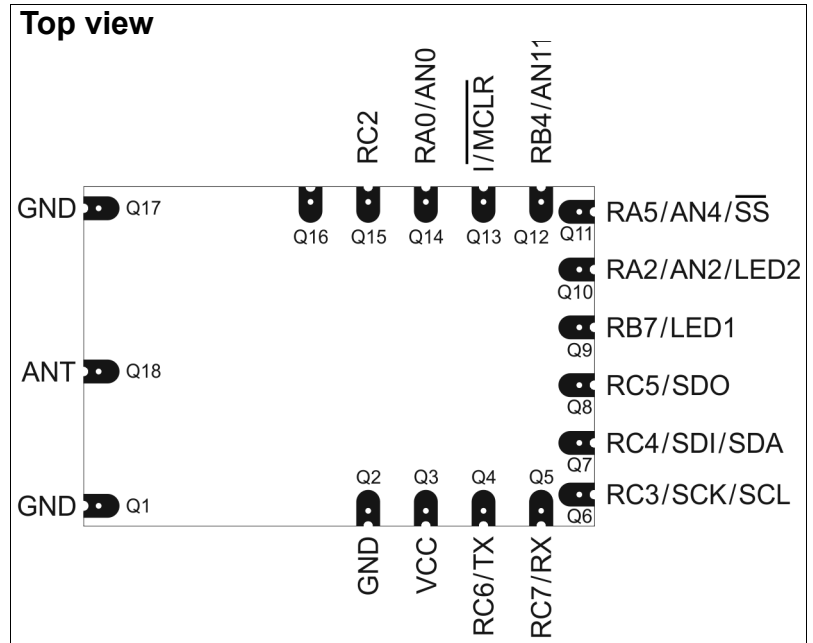 Top view
RC2
RA0/AN0
I/MCLR
RB4/AN11
GND
Q17
Q16
Q15
Q14
Q13
Q12
Q11
RA5/AN4/SS
Q10
RA2/AN2/LED2
Q9
RB7/LED1
ANT
Q18
Q8
RC5/SDO
Q7
RC4/SDI/SDA
Q2
Q3
Q4
Q5
GND
Q1
Q6
RC3/SCK/SCL
GND
VCC
RC6/TX
RC7/RX